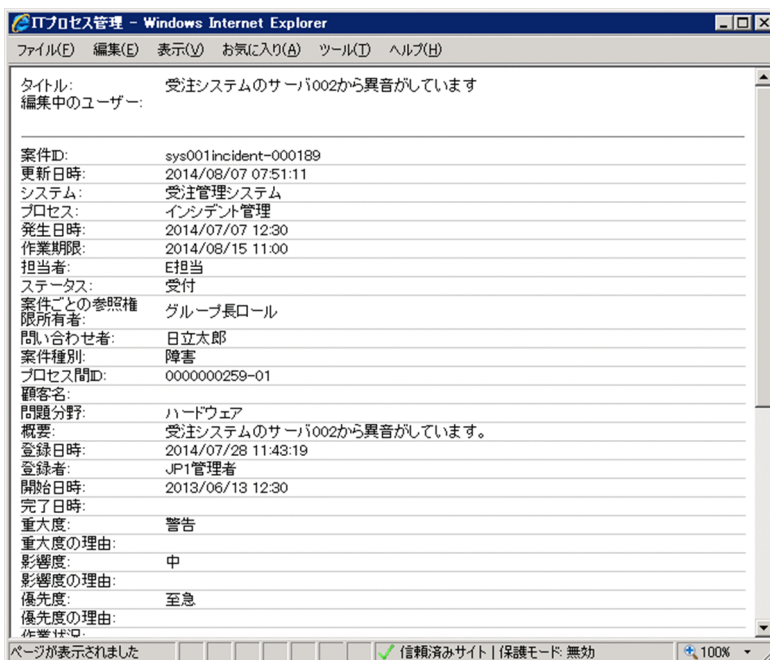 ITプロセス管理 - Windows Internet Explorer
ファイル(F) 編集(E) 表示(V) お気に入り(A) ツール(T) ヘルプ(H)
タイトル: 受注システムのサーバ002から異音がしています
編集中のユーザー:
案件ID: sys001incident-000189
更新日時: 2014/08/07 07:51:11
システム: 受注管理システム
プロセス: インシデント管理
発生日時: 2014/07/07 12:30
作業期限: 2014/08/15 11:00
担当者: E担当
ステータス: 受付
案件ごとの参照権
限所有者: グループ長ロール
問い合わせ者: 日立太郎
案件種別: 障害
プロセス間ID: 0000000259-01
顧客名:
問題分野: ハードウェア
概要: 受注システムのサーバ002から異音がしています。
登録日時: 2014/07/28 11:43:19
登録者: JP1管理者
開始日時: 2013/06/13 12:30
完了日時:
重大度: 警告
重大度の理由:
影響度: 中
影響度の理由:
優先度: 至急
優先度の理由:
作業状況:
ページが表示されました 信頼済みサイト | 保護モード: 無効 100%